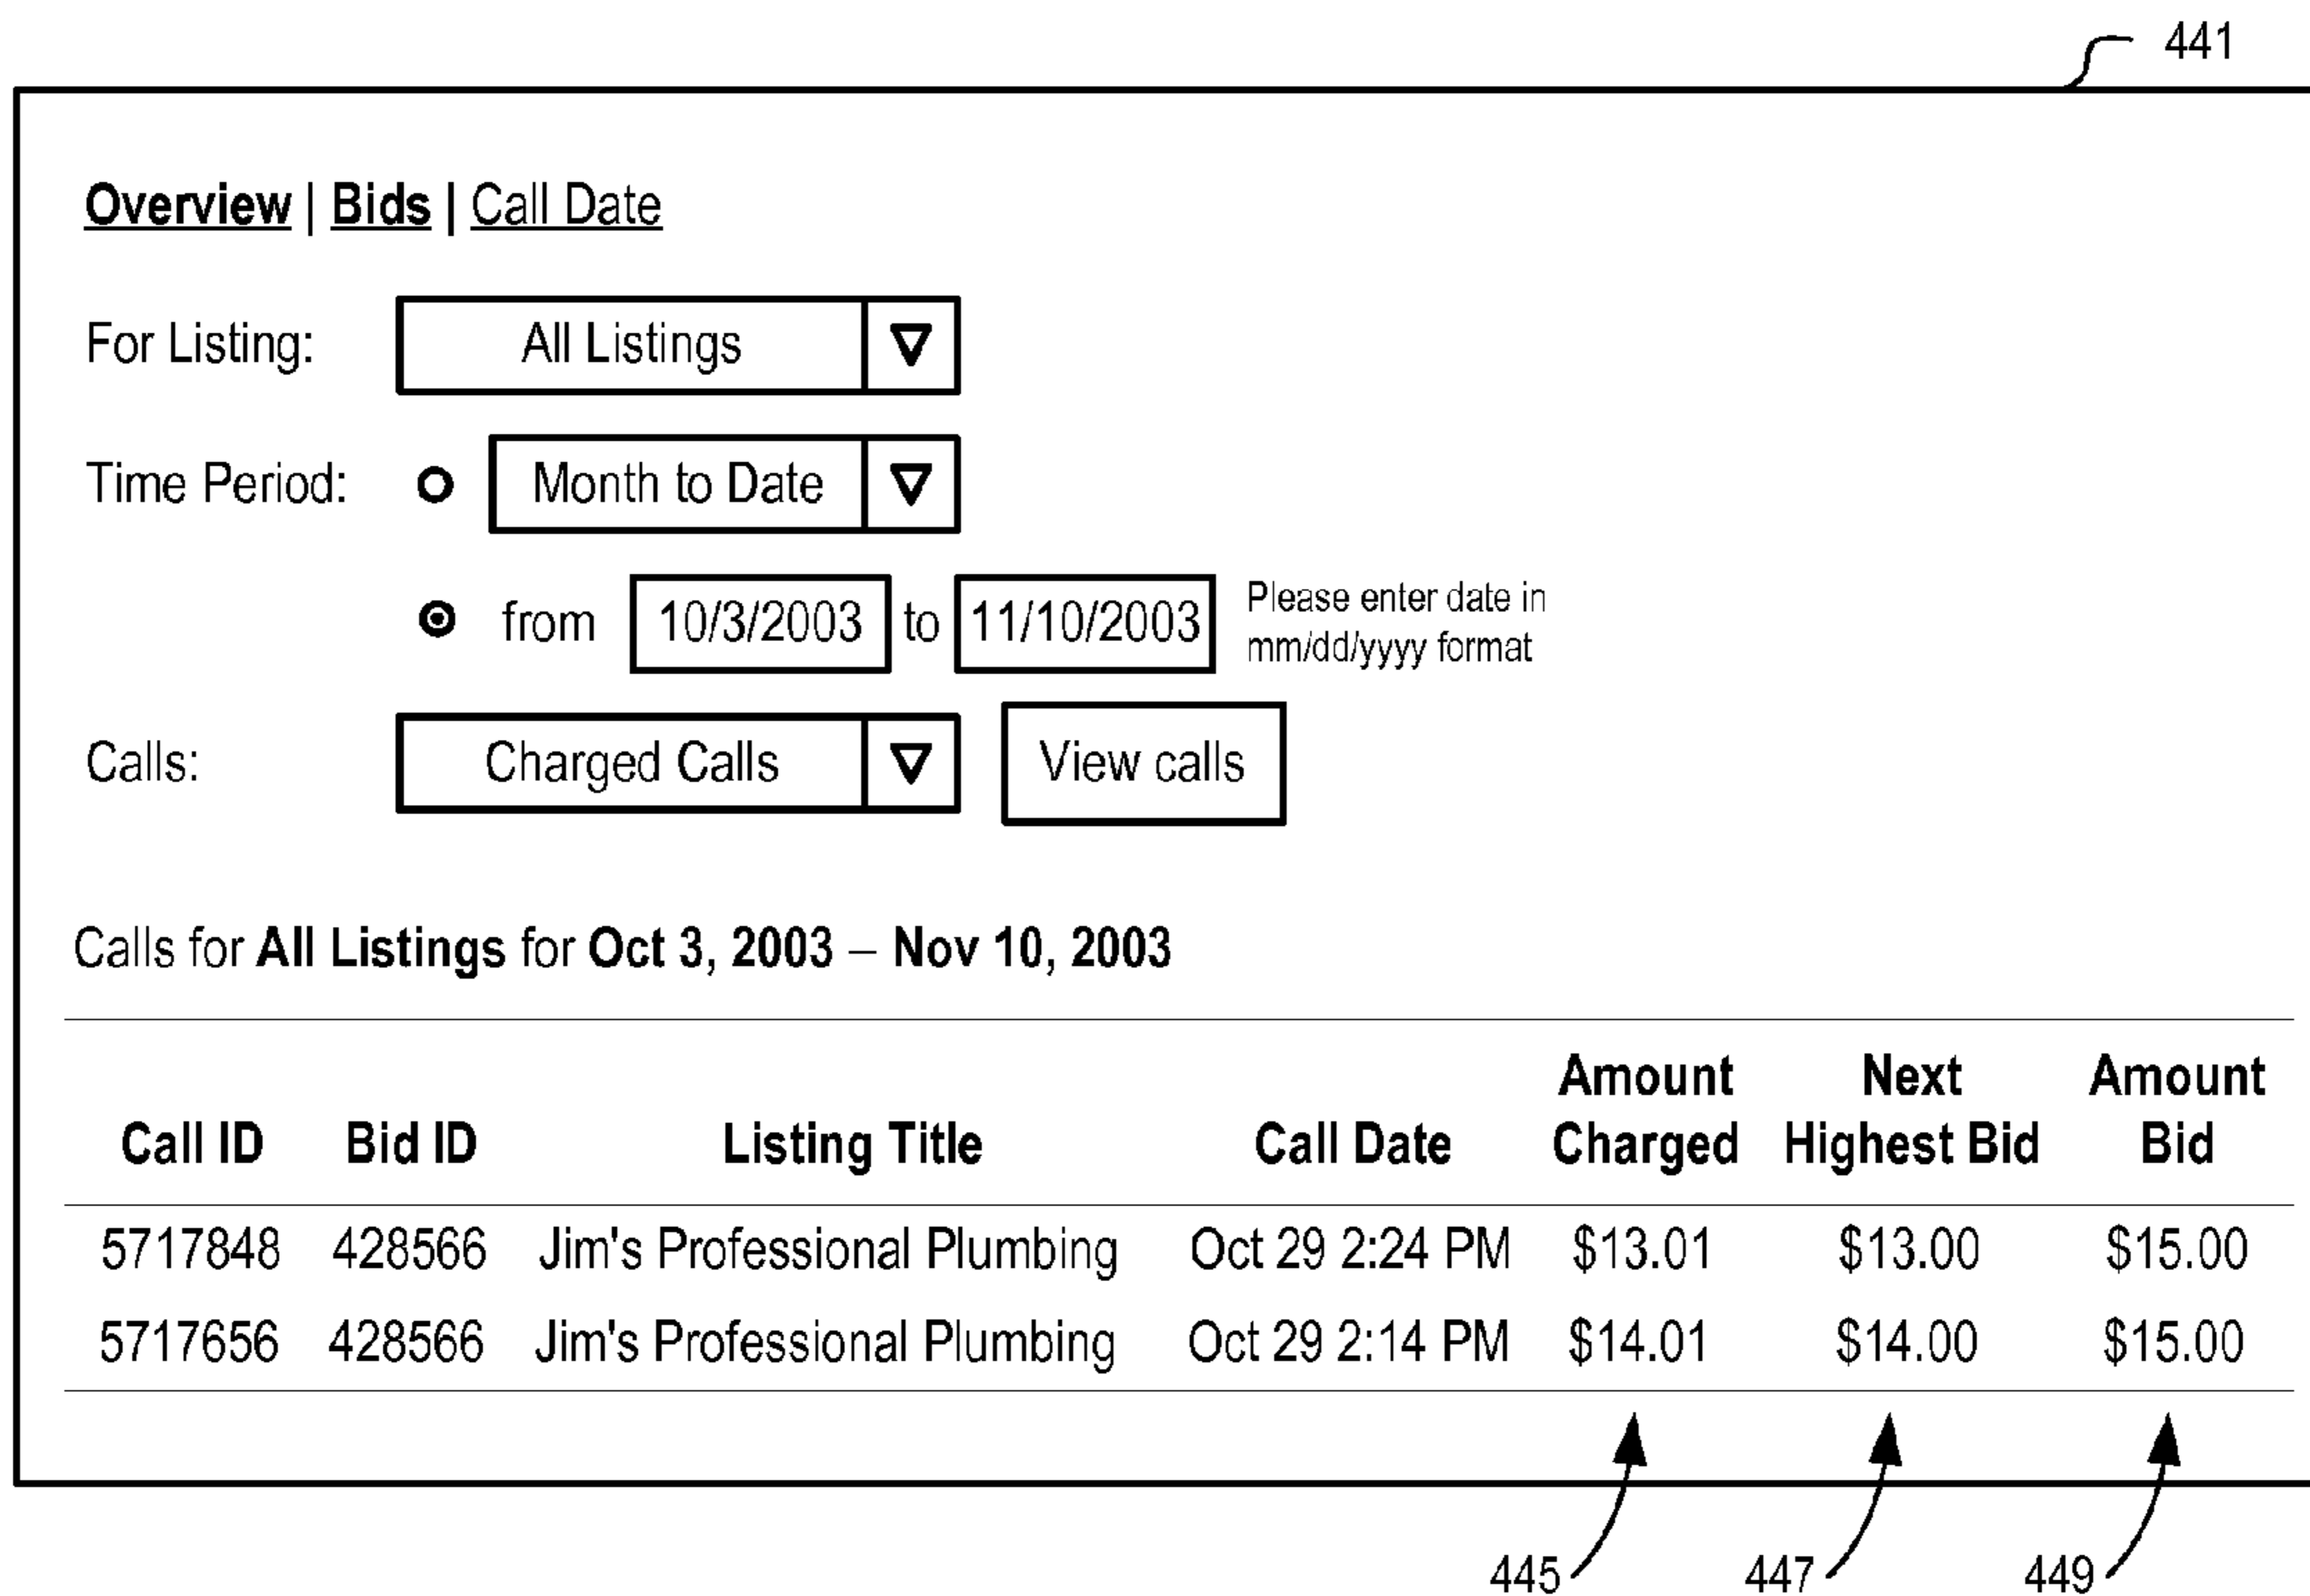 441
Overview | Bids | Call Date
For Listing: All Listings
Time Period: Month to Date
from 10/3/2003 to 11/10/2003 Please enter date in
mm/dd/yyyy format
Calls: Charged Calls View calls
Calls for All Listings for Oct 3, 2003 – Nov 10, 2003
Amount Next Amount
Call ID Bid ID Listing Title Call Date Charged Highest Bid Bid
5717848 428566 Jim's Professional Plumbing Oct 29 2:24 PM $13.01 $13.00 $15.00
5717656 428566 Jim's Professional Plumbing Oct 29 2:14 PM $14.01 $14.00 $15.00
445 447 449